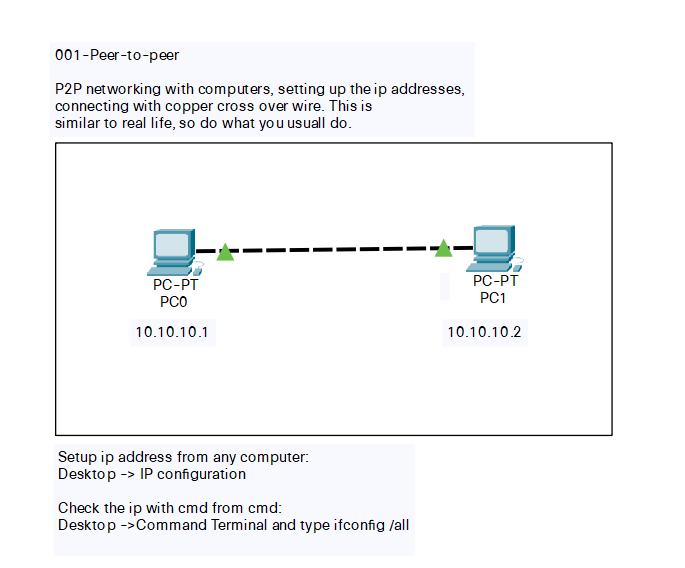 001-Peer-to-peer
P2P networking with computers, setting up the ip addresses,
connecting with copper cross over wire. This is
similar to real life, so do what you usuall do.
PC-PT
PC0
PC-PT
PC1
10.10.10.1
10.10.10.2
Setup ip address from any computer:
Desktop -> IP configuration
Check the ip with cmd from cmd:
Desktop ->Command Terminal and type ifconfig /all